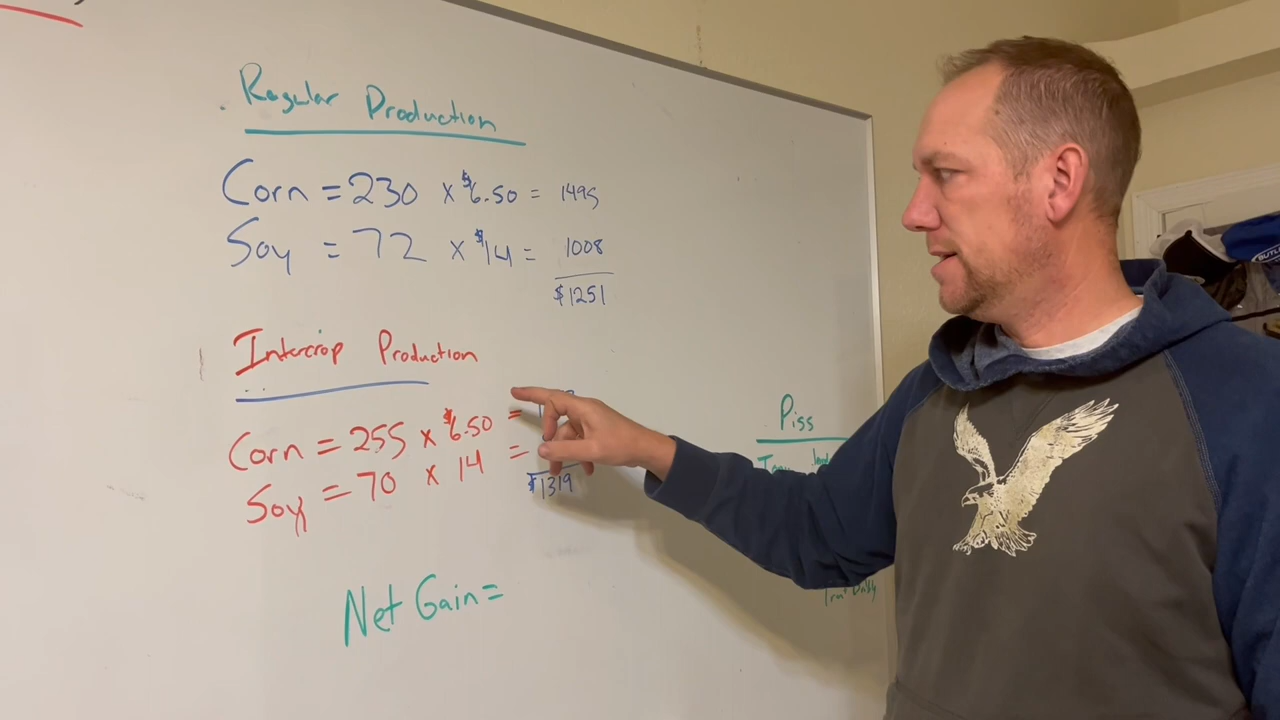 Regular Production
Corn = 230 x $6.50 = 1495
Soy = 72 x $14 = 1008
$1251
Intercrop Production
Corn = 255 x $6.50 =
Soy = 70 x 14 =
$1319
Net Gain =
Piss